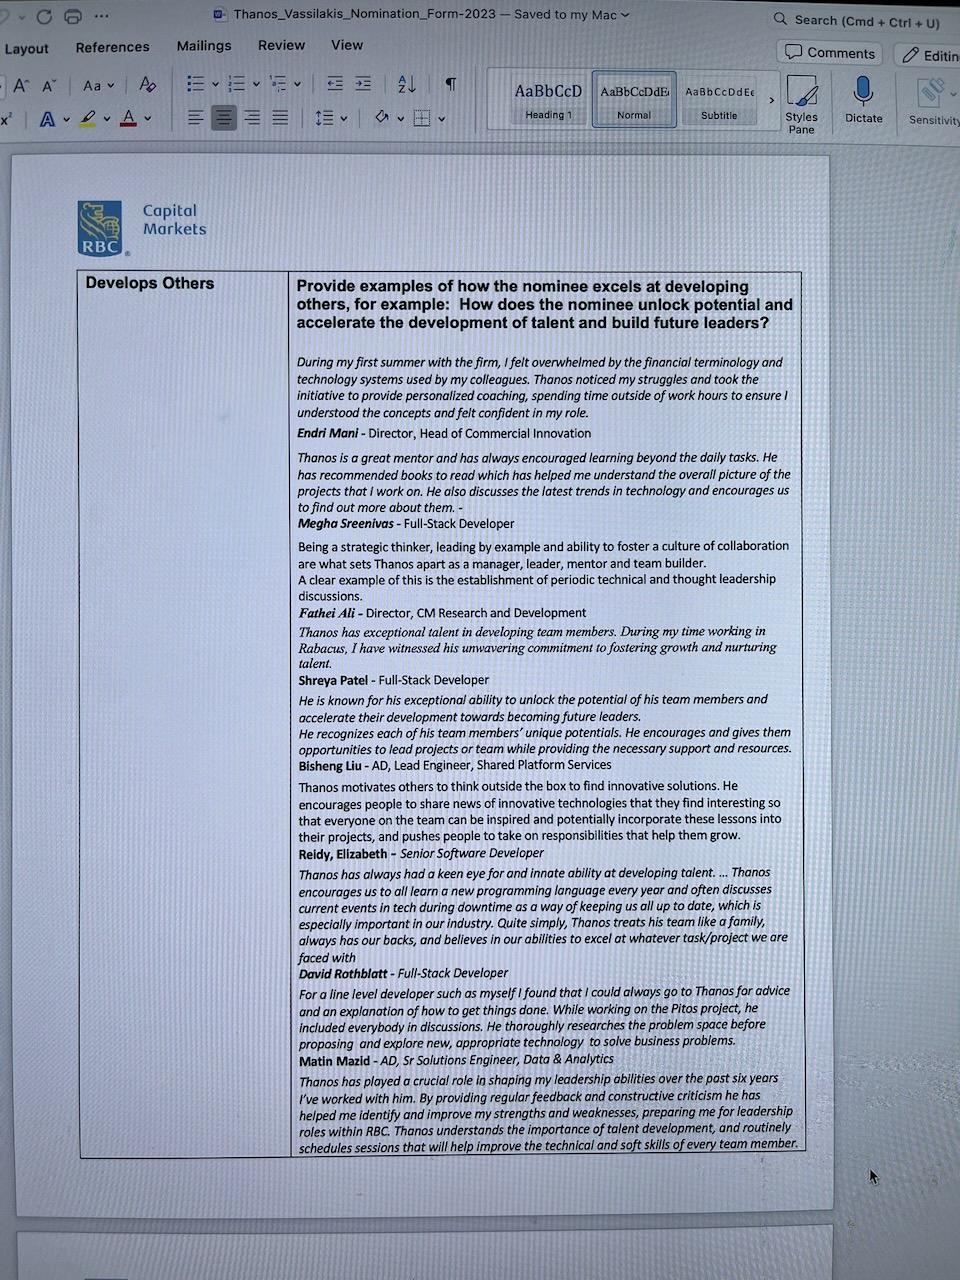 Thanos_Vassilakis_Nomination_Form-2023 — Saved to my Mac
Search (Cmd + Ctrl + U)
Layout References Mailings Review View
Comments Editin
A A Aa A
AaBbCcD AaBbCcDdE AaBbCcDdEe
Heading 1 Normal Subtitle
Styles Pane
Dictate
Sensitivity
x² A A
RBC
Capital
Markets
Develops Others
Provide examples of how the nominee excels at developing
others, for example: How does the nominee unlock potential and
accelerate the development of talent and build future leaders?
During my first summer with the firm, I felt overwhelmed by the financial terminology and
technology systems used by my colleagues. Thanos noticed my struggles and took the
initiative to provide personalized coaching, spending time outside of work hours to ensure I
understood the concepts and felt confident in my role.
Endri Mani - Director, Head of Commercial Innovation
Thanos is a great mentor and has always encouraged learning beyond the daily tasks. He
has recommended books to read which has helped me understand the overall picture of the
projects that I work on. He also discusses the latest trends in technology and encourages us
to find out more about them. -
Megha Sreenivas - Full-Stack Developer
Being a strategic thinker, leading by example and ability to foster a culture of collaboration
are what sets Thanos apart as a manager, leader, mentor and team builder.
A clear example of this is the establishment of periodic technical and thought leadership
discussions.
Fathei Ali – Director, CM Research and Development
Thanos has exceptional talent in developing team members. During my time working in
Rabacus, I have witnessed his unwavering commitment to fostering growth and nurturing
talent.
Shreya Patel - Full-Stack Developer
He is known for his exceptional ability to unlock the potential of his team members and
accelerate their development towards becoming future leaders.
He recognizes each of his team members’ unique potentials. He encourages and gives them
opportunities to lead projects or team while providing the necessary support and resources.
Bisheng Liu - AD, Lead Engineer, Shared Platform Services
Thanos motivates others to think outside the box to find innovative solutions. He
encourages people to share news of innovative technologies that they find interesting so
that everyone on the team can be inspired and potentially incorporate these lessons into
their projects, and pushes people to take on responsibilities that help them grow.
Reidy, Elizabeth – Senior Software Developer
Thanos has always had a keen eye for and innate ability at developing talent. ... Thanos
encourages us to all learn a new programming language every year and often discusses
current events in tech during downtime as a way of keeping us all up to date, which is
especially important in our industry. Quite simply, Thanos treats his team like a family,
always has our backs, and believes in our abilities to excel at whatever task/project we are
faced with
David Rothblatt - Full-Stack Developer
For a line level developer such as myself I found that I could always go to Thanos for advice
and an explanation of how to get things done. While working on the Pitos project, he
included everybody in discussions. He thoroughly researches the problem space before
proposing and explore new, appropriate technology to solve business problems.
Matin Mazid - AD, Sr Solutions Engineer, Data & Analytics
Thanos has played a crucial role in shaping my leadership abilities over the past six years
I’ve worked with him. By providing regular feedback and constructive criticism he has
helped me identify and improve my strengths and weaknesses, preparing me for leadership
roles within RBC. Thanos understands the importance of talent development, and routinely
schedules sessions that will help improve the technical and soft skills of every team member.